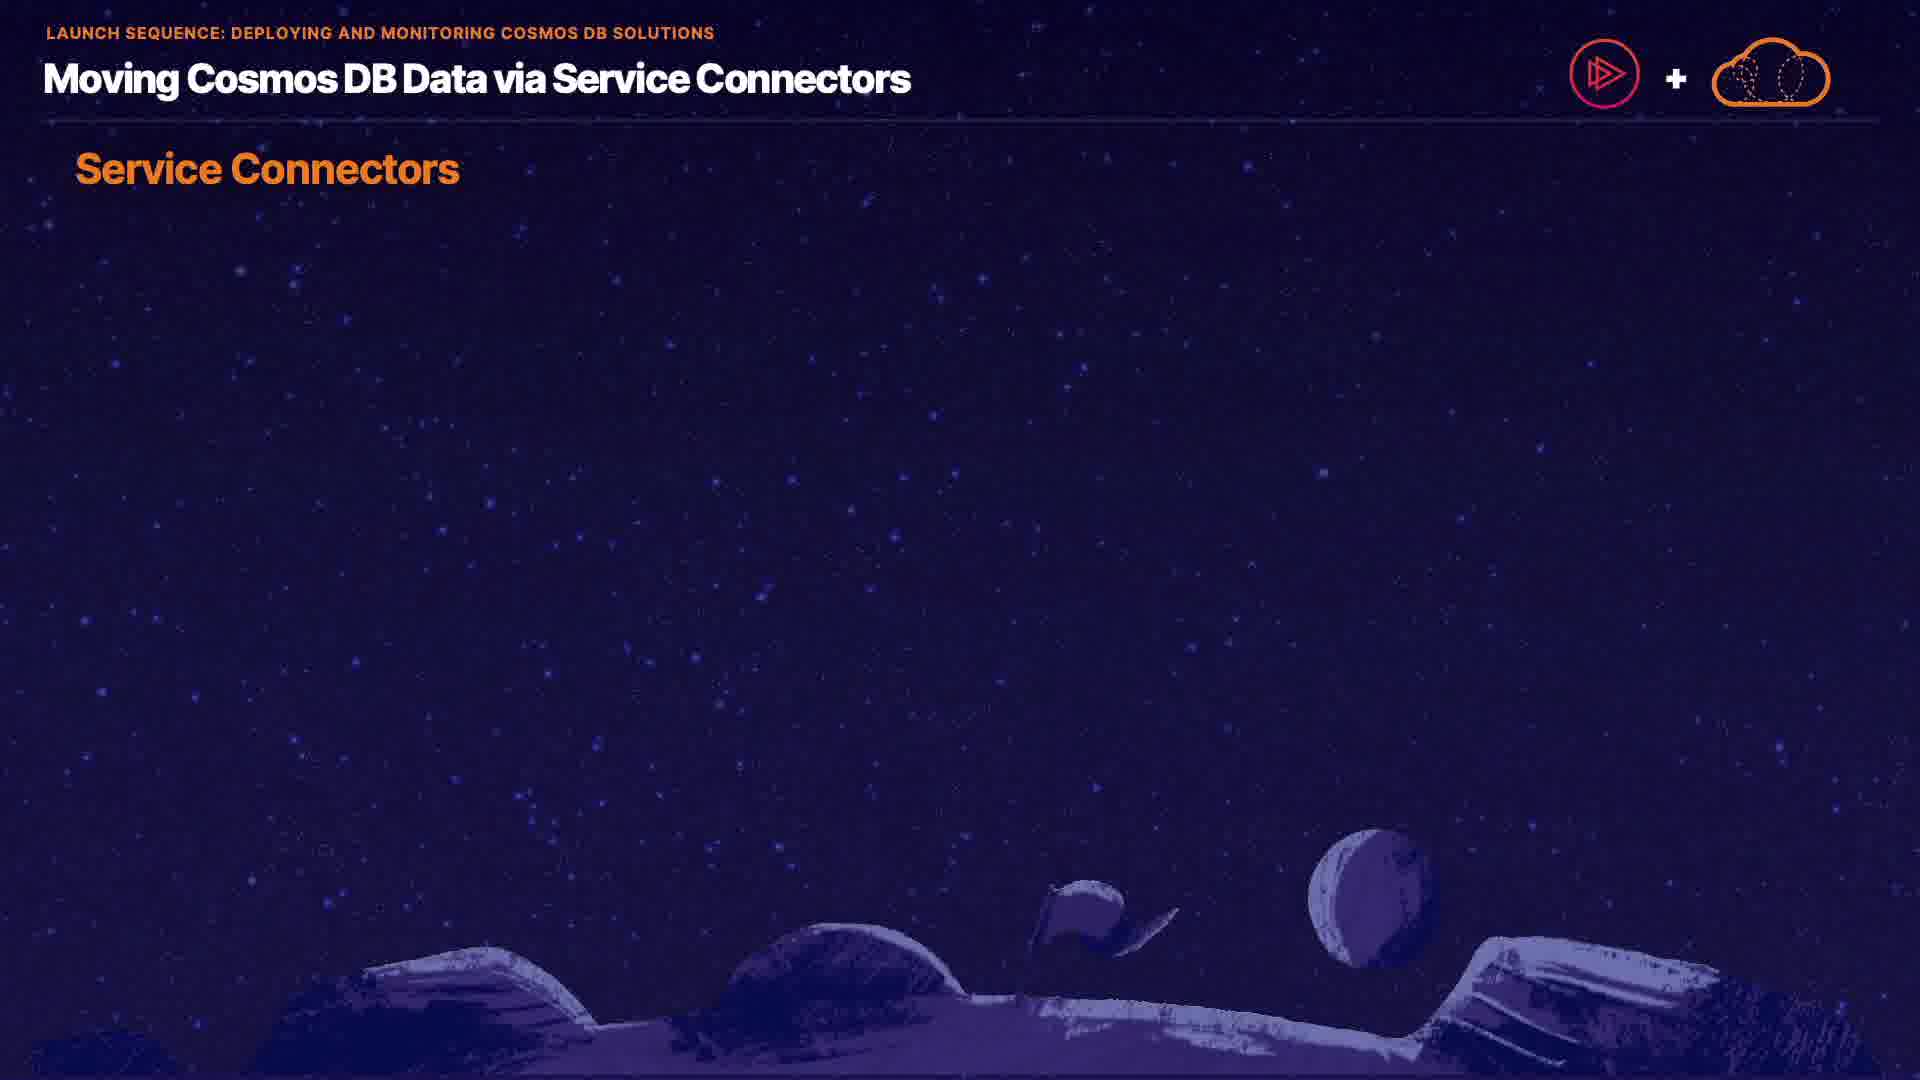 LAUNCH SEQUENCE: DEPLOYING AND MONITORING COSMOS DB SOLUTIONS
Moving Cosmos DB Data via Service Connectors
+
Service Connectors